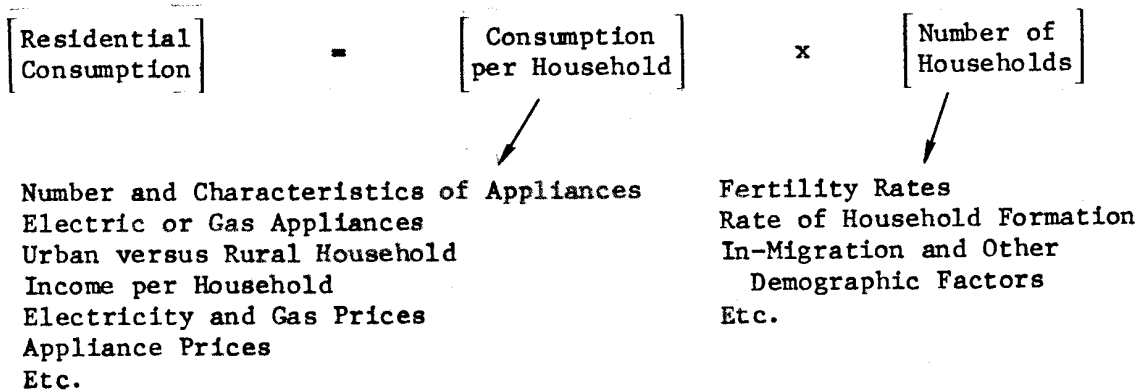 Residential = Consumption x Number of
Consumption per Household Households
Number and Characteristics of Appliances
Electric or Gas Appliances
Urban versus Rural Household
Income per Household
Electricity and Gas Prices
Appliance Prices
Etc.
Fertility Rates
Rate of Household Formation
In-Migration and Other
Demographic Factors
Etc.